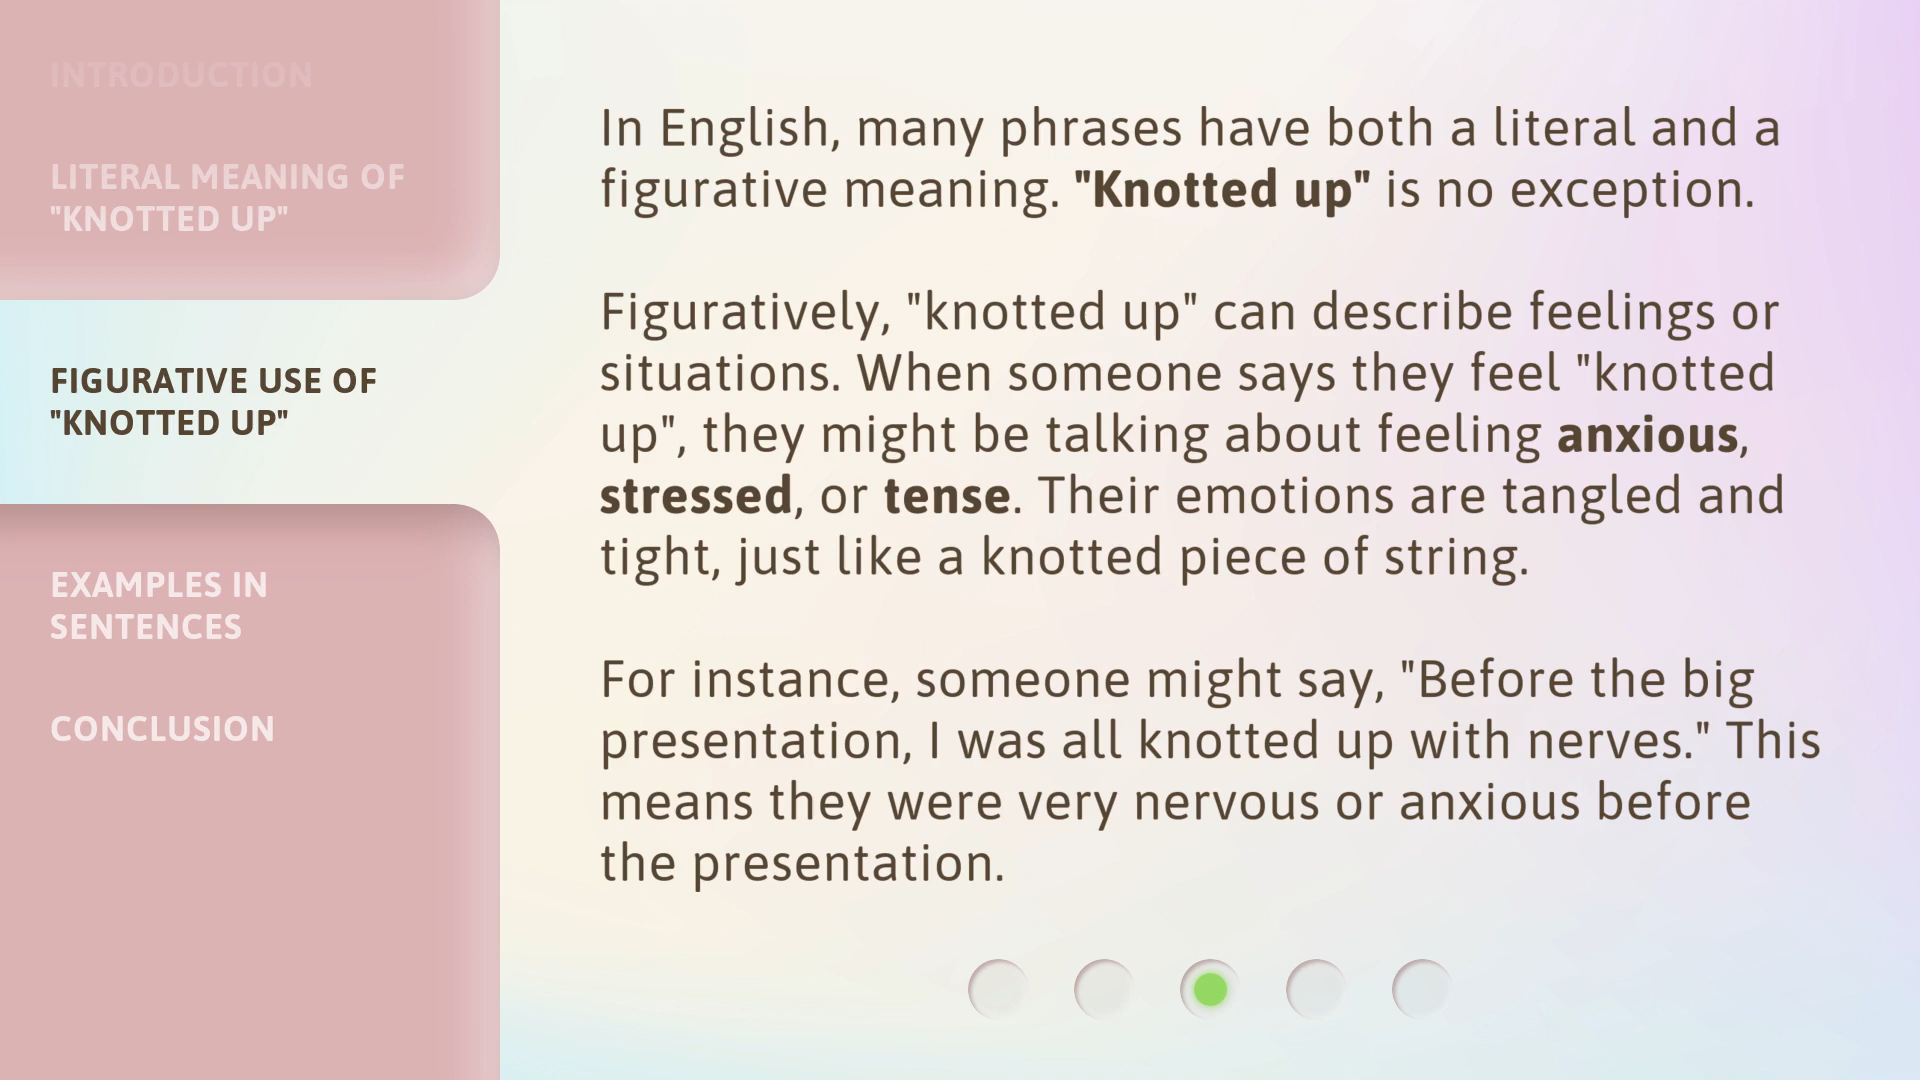 INTRODUCTION
LITERAL MEANING OF
"KNOTTED UP"
FIGURATIVE USE OF
"KNOTTED UP"
EXAMPLES IN
SENTENCES
CONCLUSION
In English, many phrases have both a literal and a
figurative meaning. "Knotted up" is no exception.
Figuratively, "knotted up" can describe feelings or
situations. When someone says they feel "knotted
up", they might be talking about feeling anxious,
stressed, or tense. Their emotions are tangled and
tight, just like a knotted piece of string.
For instance, someone might say, "Before the big
presentation, I was all knotted up with nerves." This
means they were very nervous or anxious before
the presentation.